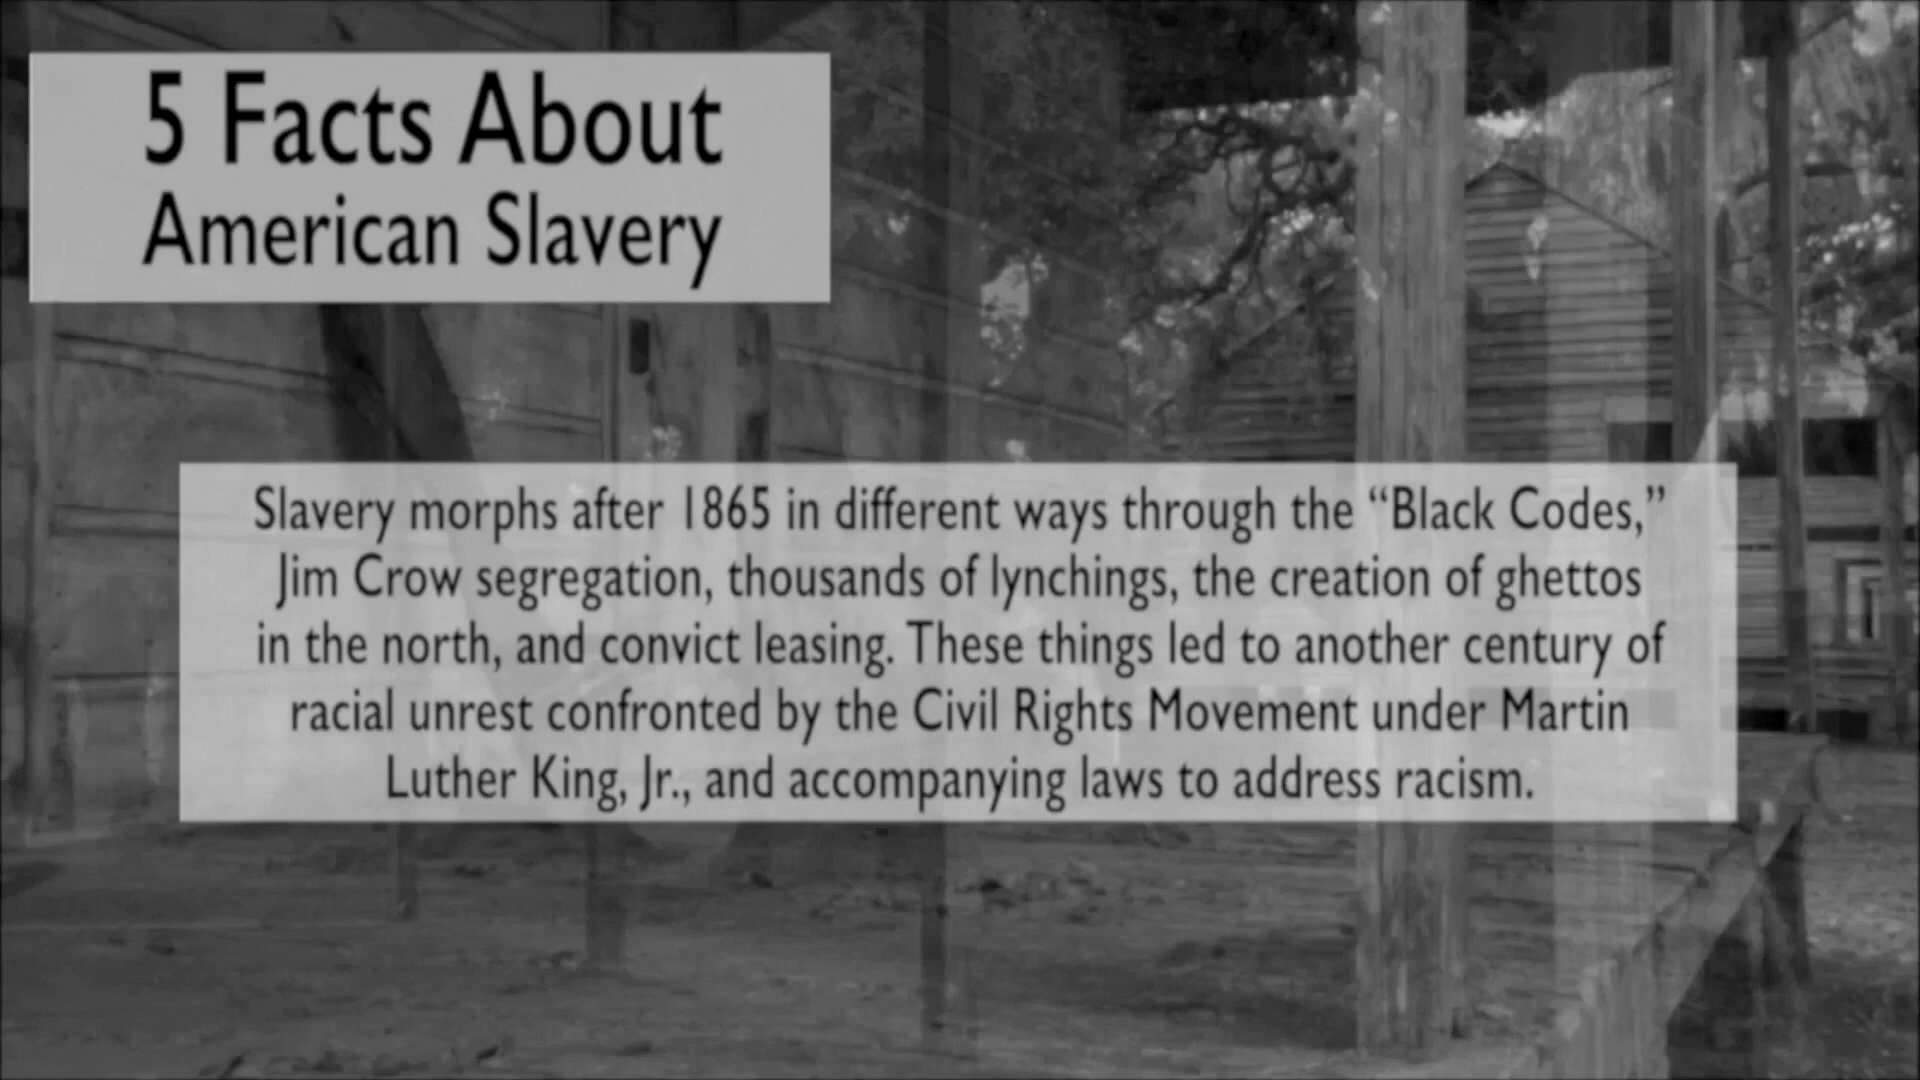 5 Facts About
American Slavery
Slavery morphs after 1865 in different ways through the “Black Codes,”
Jim Crow segregation, thousands of lynchings, the creation of ghettos
in the north, and convict leasing. These things led to another century of
racial unrest confronted by the Civil Rights Movement under Martin
Luther King, Jr., and accompanying laws to address racism.